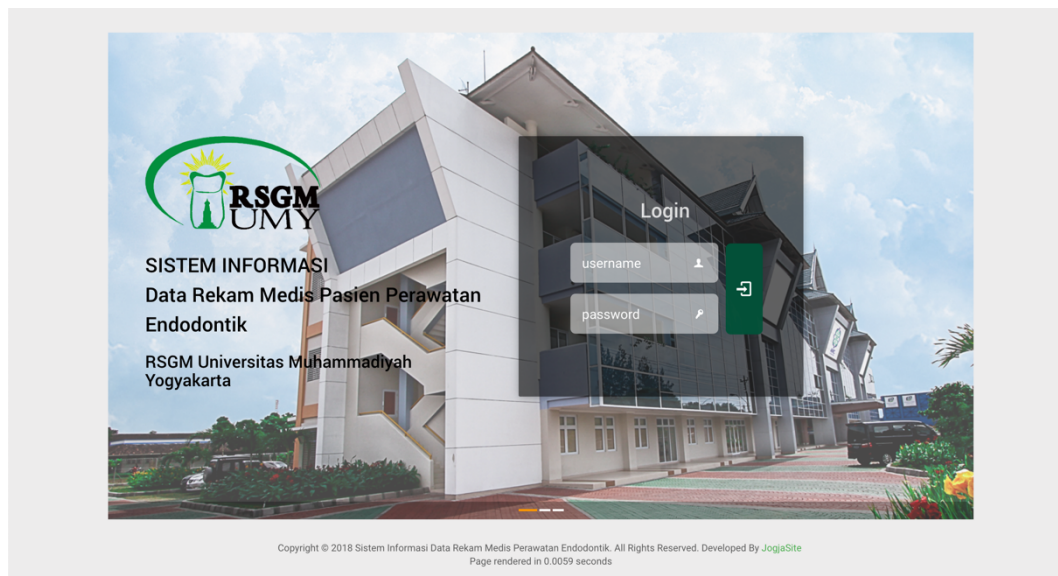 RSGM
UMY
SISTEM INFORMASI
Data Rekam Medis Pasien Perawatan
Endodontik
RSGM Universitas Muhammadiyah
Yogyakarta
Login
username
password
Copyright © 2018 Sistem Informasi Data Rekam Medis Perawatan Endodontik. All Rights Reserved. Developed By JogjaSite
Page rendered in 0.0059 seconds